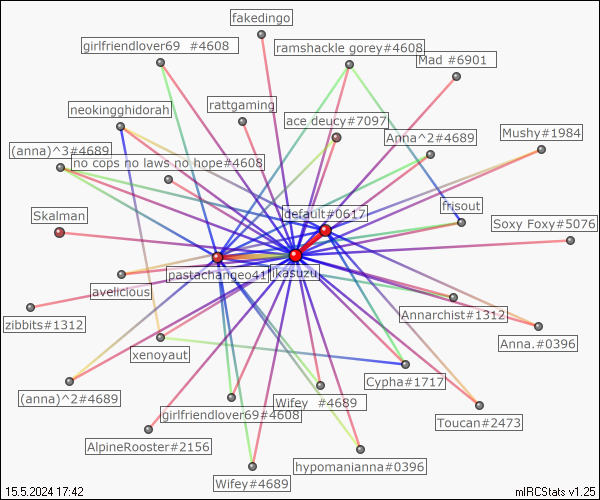 fakedingo
girlfriendlover69 #4608
ramshackle gorey#4608
Mad #6901
neokingghidorah
rattgaming
ace deucy#7097
Mushy#1984
Anna^2#4689
(anna)^3#4689
no cops no laws no hope#4608
Skalman
default#0617
frisout
Soxy Foxy#5076
pastachangeo41
jkasuzu
avelicious
Annarchist#1312
zibbits#1312
Anna.#0396
xenoyaut
Cypha#1717
(anna)^2#4689
Wifey #4689
girlfriendlover69#4608
Toucan#2473
AlpineRooster#2156
hypomanianna#0396
Wifey#4689
15.5.2024 17:42
mIRCStats v1.25